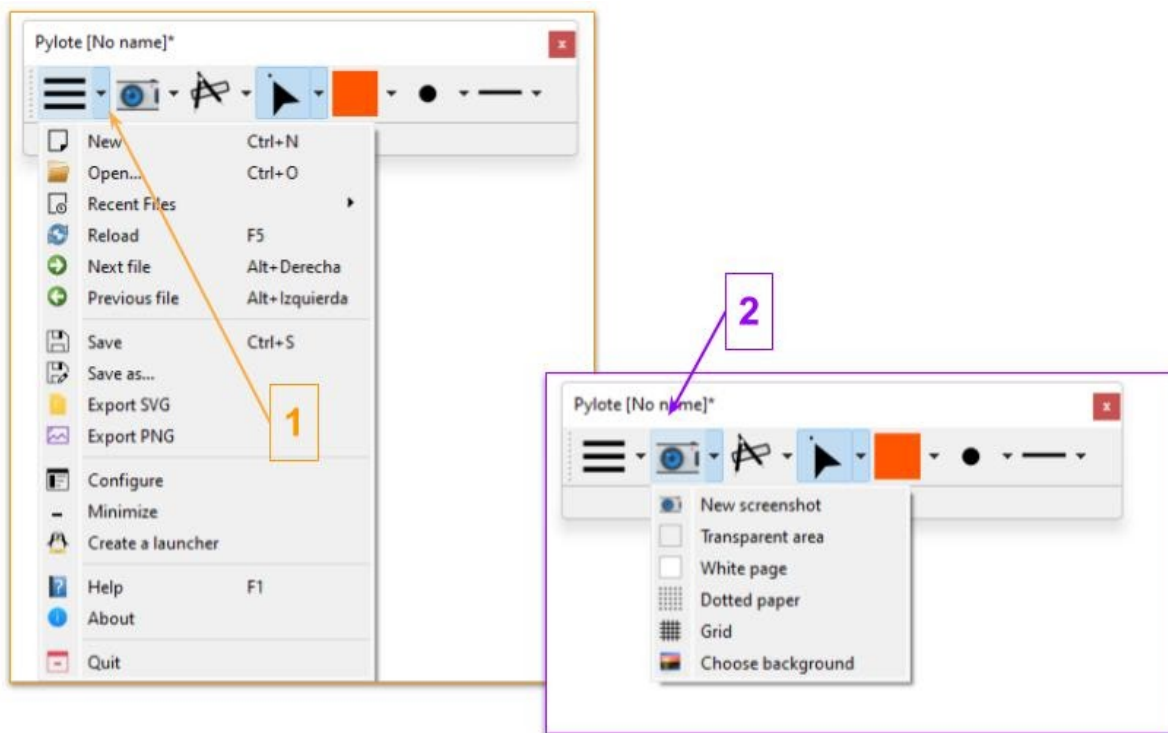 Pylote [No name]*
x
New Ctrl+N
Open... Ctrl+O
Recent Files
Reload F5
Next file Alt+Derecha
Previous file Alt+Izquierda
Save Ctrl+S
Save as...
Export SVG
Export PNG
Configure
Minimize
Create a launcher
Help F1
About
Quit
1
2
Pylote [No name]*
x
New screenshot
Transparent area
White page
Dotted paper
Grid
Choose background